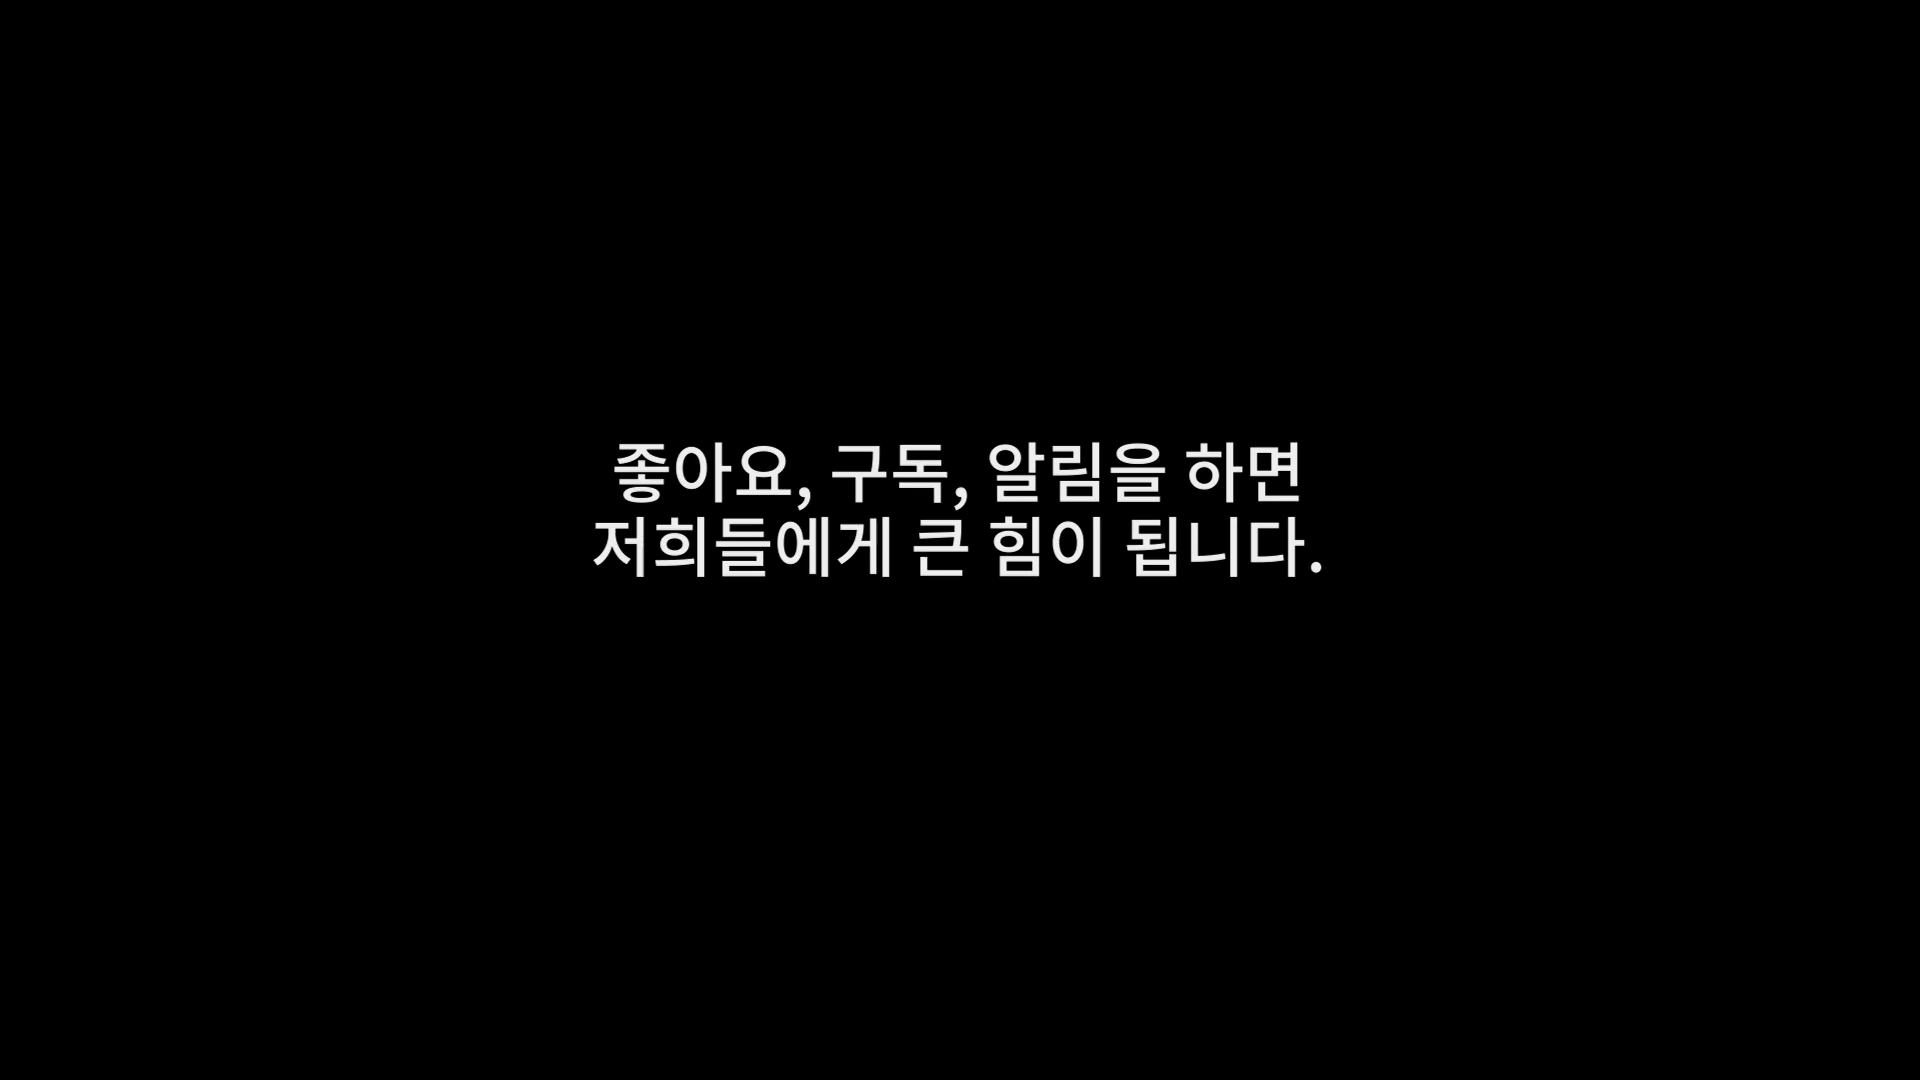 좋아요, 구독, 알림을 하면
저희들에게 큰 힘이 됩니다.